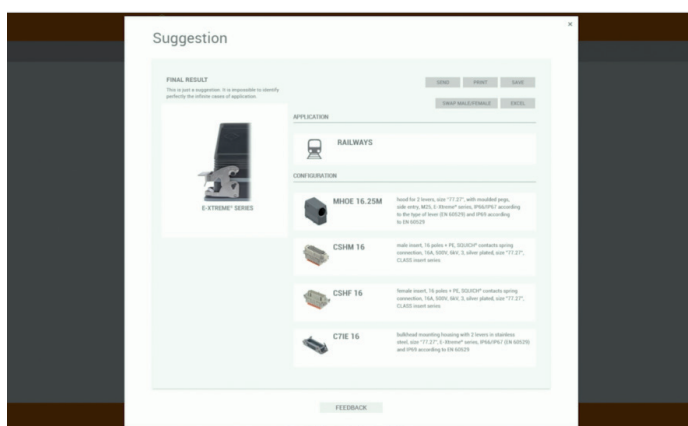 ×
Suggestion
FINAL RESULT
This is just a suggestion. It is impossible to identify
perfectly the infinite cases of application.
SEND PRINT SAVE
SWAP MALE/FEMALE EXCEL
APPLICATION
RAILWAYS
E-XTREME® SERIES
CONFIGURATION
MHOE 16.25M
hood for 2 levers, size "77.27", with moulded pegs,
side entry, M25, E-Xtreme® series, IP66/IP67 according
to the type of lever (EN 60529) and IP69 according
to EN 60529
CSHM 16
male insert, 16 poles + PE, SQUICH® contacts spring
connection, 16A, 500V, 6kV, 3, silver plated, size "77.27",
CLASS insert series
CSHF 16
female insert, 16 poles + PE, SQUICH® contacts spring
connection, 16A, 500V, 6kV, 3, silver plated, size "77.27",
CLASS insert series
C7IE 16
bulkhead mounting housing with 2 levers in stainless
steel, size "77.27", E-Xtreme® series, IP66/IP67 (EN 60529)
and IP69 according to EN 60529
FEEDBACK